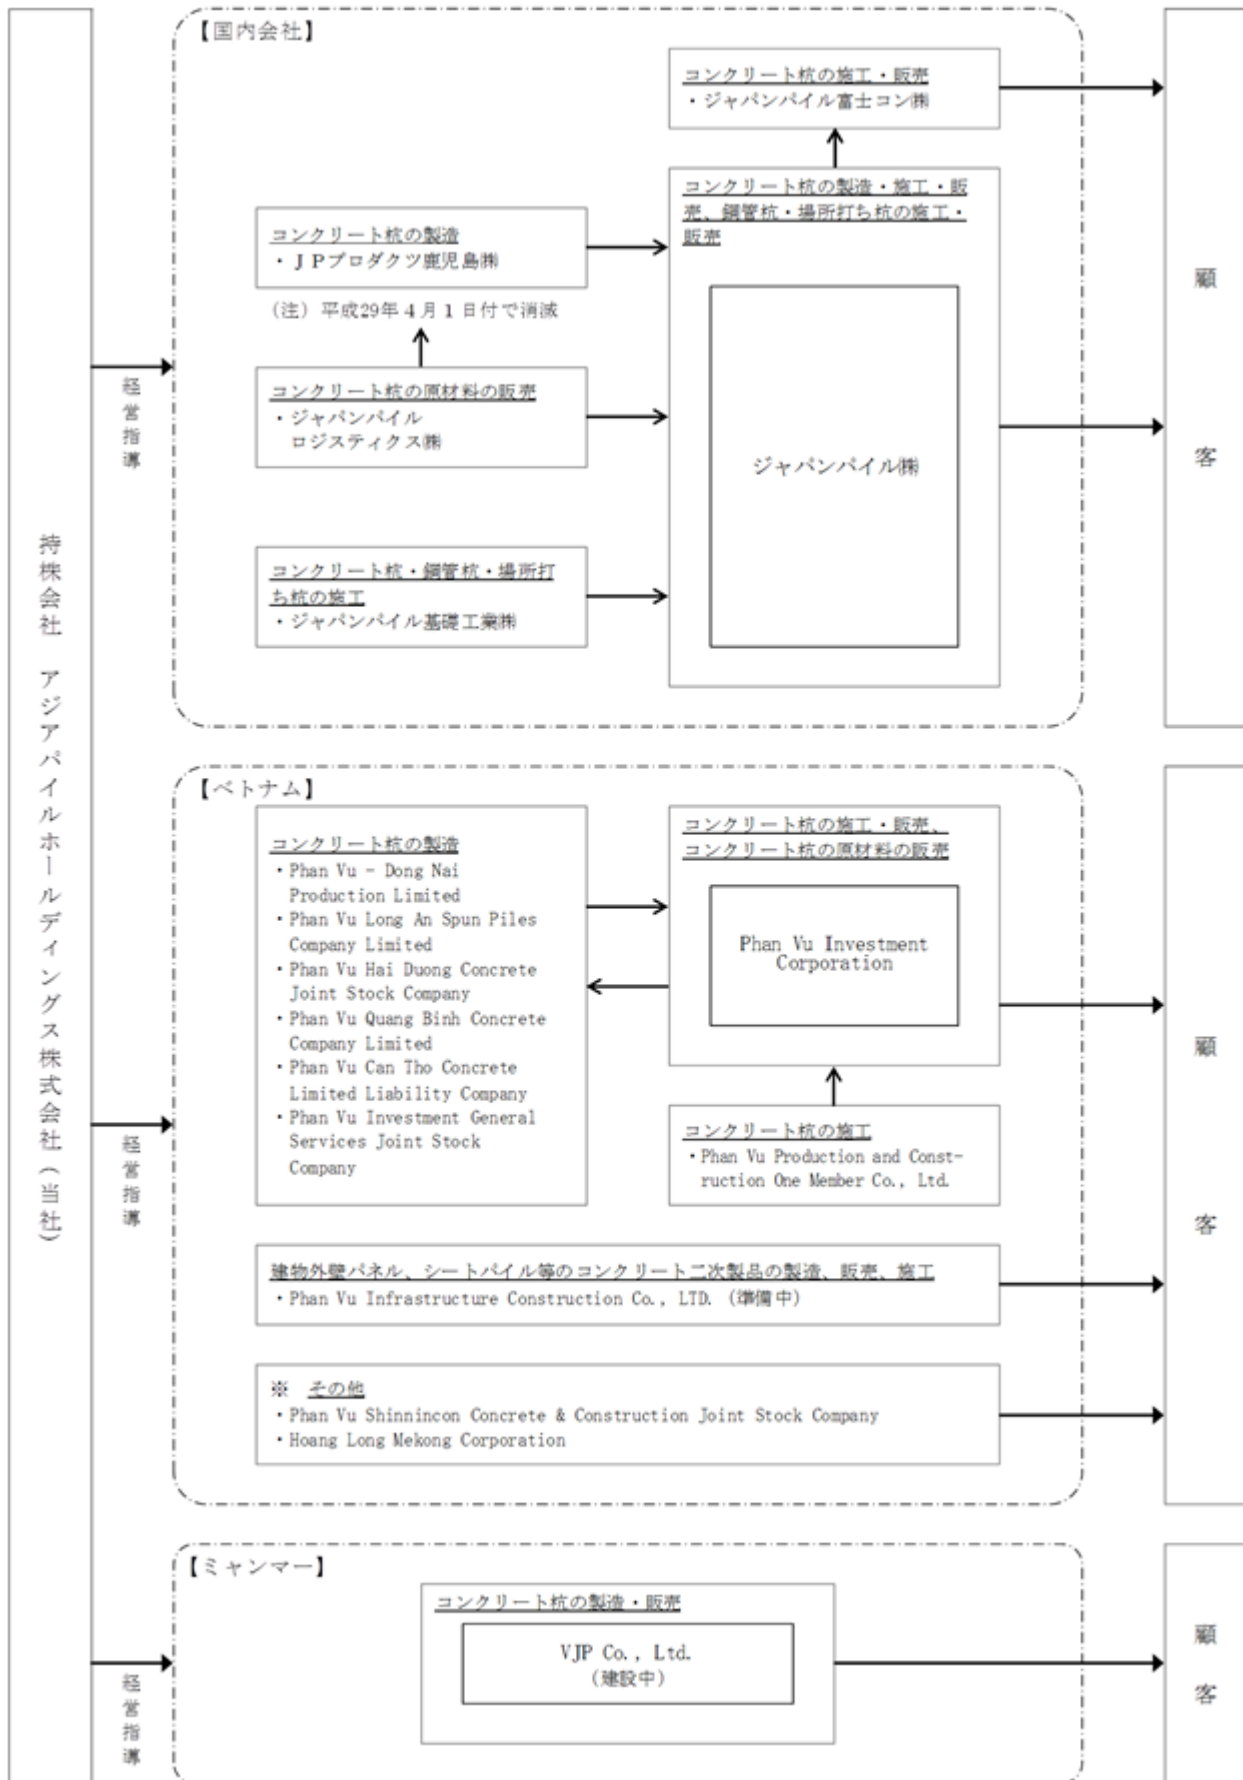 持株会社 アジアパイルホールディングス株式会社(当社)
経営指導
【国内会社】
コンクリート杭の施工・販売
・ジャパンパイル富士コン㈱
コンクリート杭の製造・施工・販
売、鋼管杭・場所打ち杭の施工・
販売
ジャパンパイル㈱
コンクリート杭の製造
・JPプロダクツ鹿児島㈱
(注)平成29年4月1日付で消滅
コンクリート杭の原材料の販売
・ジャパンパイル
ロジスティクス㈱
コンクリート杭・鋼管杭・場所打
ち杭の施工
・ジャパンパイル基礎工業㈱
顧客
経営指導
【ベトナム】
コンクリート杭の製造
・Phan Vu - Dong Nai
Production Limited
・Phan Vu Long An Spun Piles
Company Limited
・Phan Vu Hai Duong Concrete
Joint Stock Company
・Phan Vu Quang Binh Concrete
Company Limited
・Phan Vu Can Tho Concrete
Limited Liability Company
・Phan Vu Investment General
Services Joint Stock
Company
コンクリート杭の施工・販売、
コンクリート杭の原材料の販売
Phan Vu Investment
Corporation
コンクリート杭の施工
・Phan Vu Production and Const-
ruction One Member Co., Ltd.
建物外壁パネル、シートパイル等のコンクリート二次製品の製造、販売、施工
・Phan Vu Infrastructure Construction Co., LTD.(準備中)
※ その他
・Phan Vu Shinnincon Concrete & Construction Joint Stock Company
・Hoang Long Mekong Corporation
顧客
経営指導
【ミャンマー】
コンクリート杭の製造・販売
VJP Co., Ltd.
(建設中)
顧客